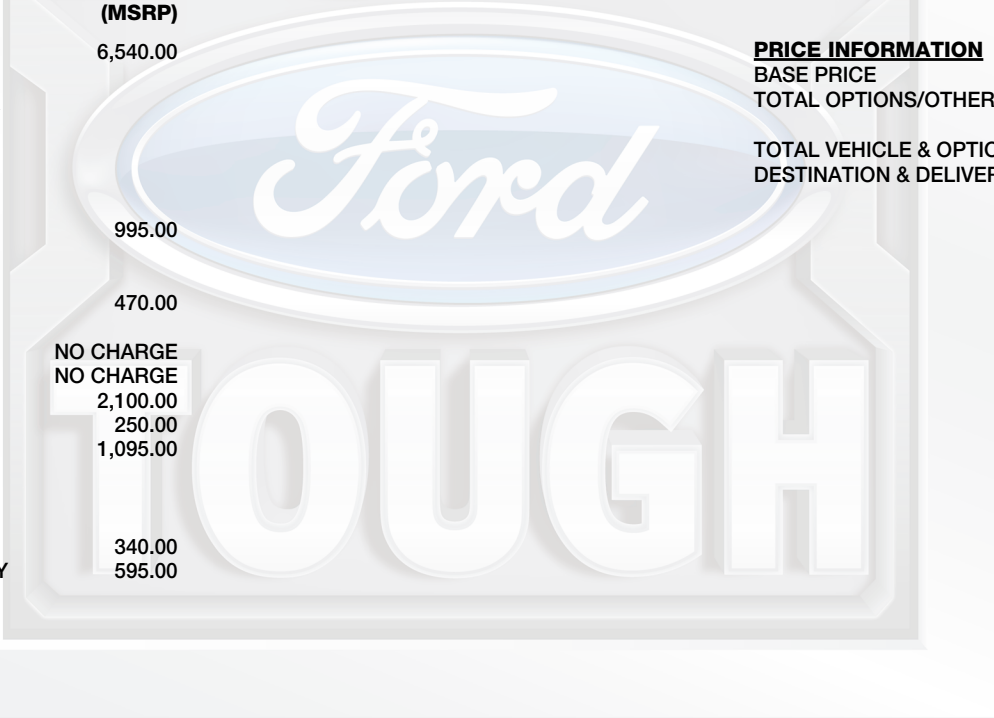 (MSRP)
6,540.00
995.00
470.00
NO CHARGE
NO CHARGE
2,100.00
250.00
1,095.00
340.00
Y 595.00
PRICE INFORMATION
BASE PRICE
TOTAL OPTIONS/OTHER
TOTAL VEHICLE & OPTIO
DESTINATION & DELIVER
Ford
TOUGH